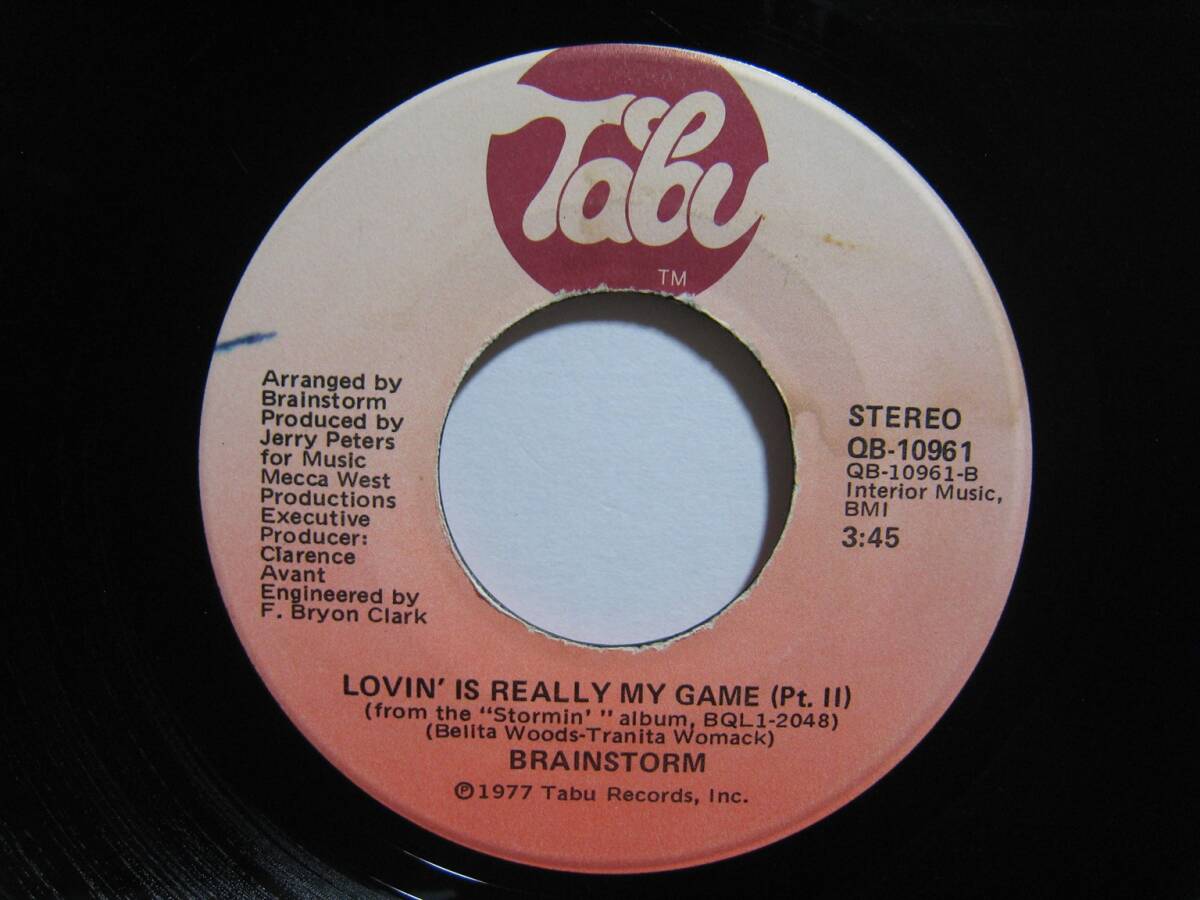 Tabu
TM
Arranged by
Brainstorm
Produced by
Jerry Peters
for Music
Mecca West
Productions
Executive
Producer:
Clarence
Avant
Engineered by
F. Bryon Clark
STEREO
QB-10961
QB-10961-B
Interior Music,
BMI
3:45
LOVIN' IS REALLY MY GAME (Pt. II)
(from the "Stormin' " album, BQL1-2048)
(Belita Woods-Tranita Womack)
BRAINSTORM
℗1977 Tabu Records, Inc.